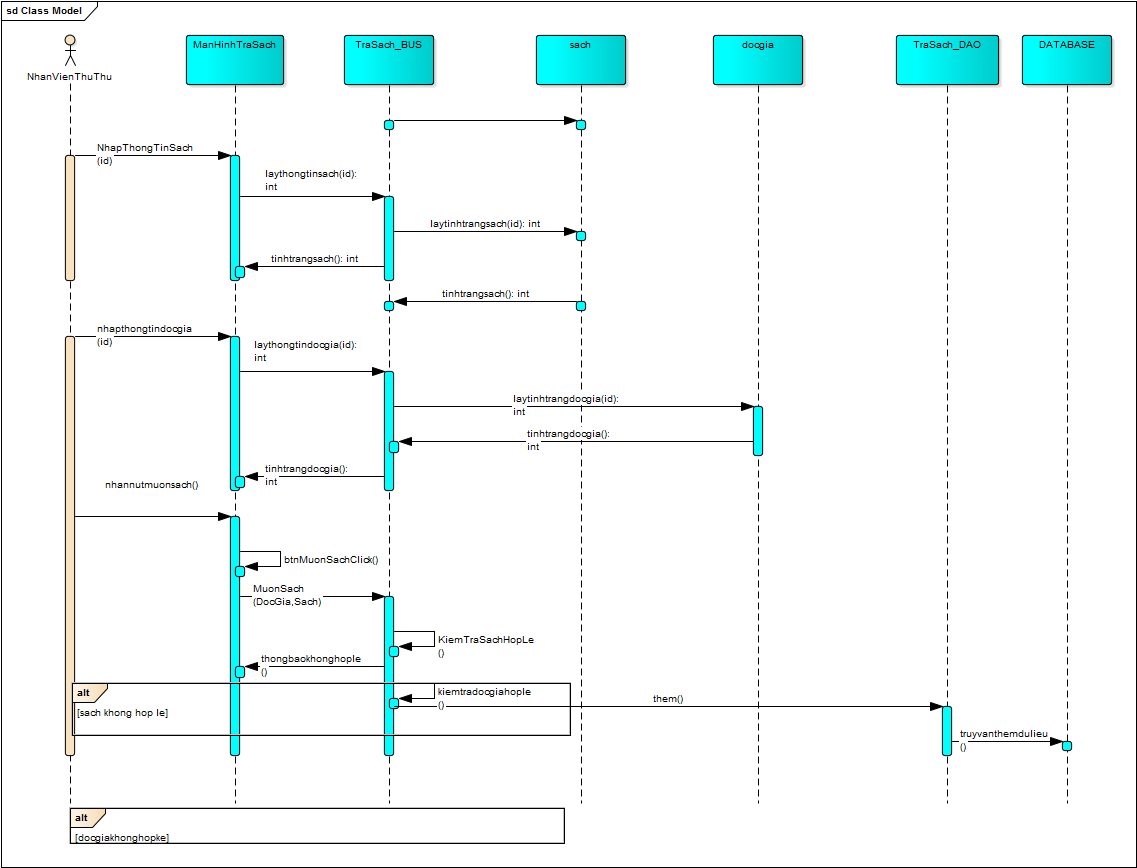 sd Class Model
NhanVienThuThu
ManHinhTraSach
TraSach_BUS
sach
docgia
TraSach_DAO
DATABASE
NhapThongTinSach
(id)
laythongtinsach(id):
int
laytinhtrangsach(id): int
tinhtrangsach(): int
tinhtrangsach(): int
nhapthongtindocgia
(id)
laythongtindocgia(id):
int
laytinhtrangdocgia(id):
int
tinhtrangdocgia():
int
tinhtrangdocgia():
int
nhannutmuonsach()
btnMuonSachClick()
MuonSach
(DocGia,Sach)
KiemTraSachHopLe
()
thongbaokhonghople
()
alt
[sach khong hop le]
kiemtradocgiahople
()
them()
truyvanthemdulieu
()
alt
[docgiakhonghopke]